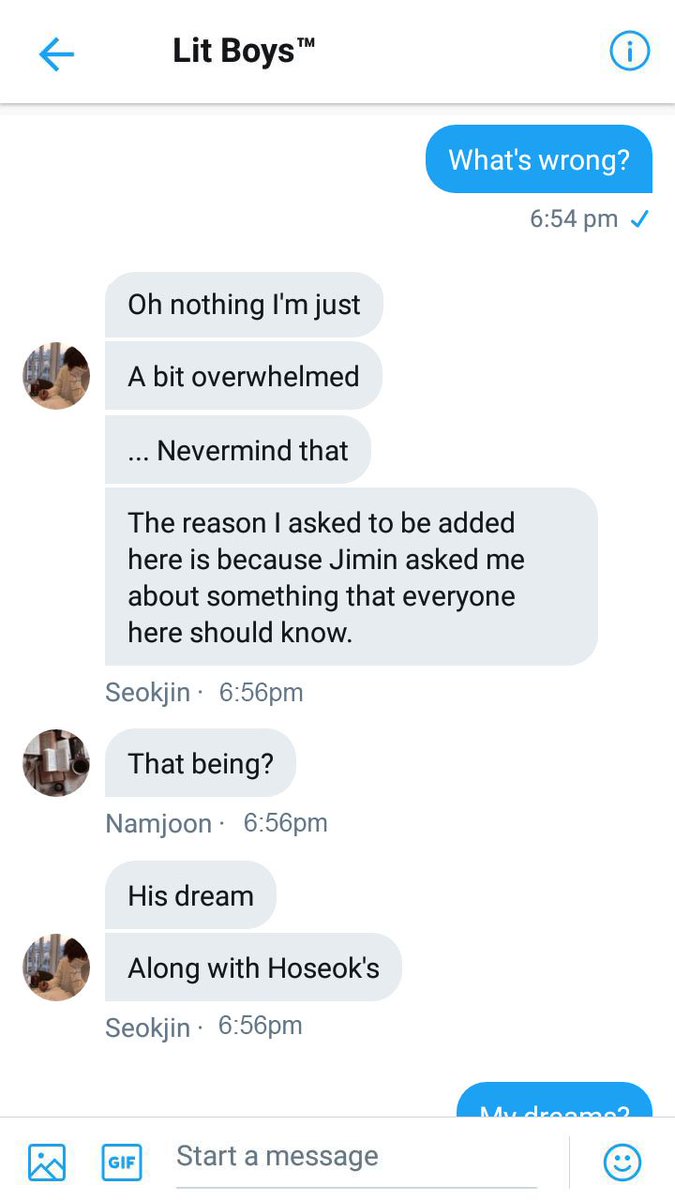 Lit Boys™
What's wrong?
6:54 pm
Oh nothing I'm just
A bit overwhelmed
... Nevermind that
The reason I asked to be added
here is because Jimin asked me
about something that everyone
here should know.
Seokjin · 6:56pm
That being?
Namjoon · 6:56pm
His dream
Along with Hoseok's
Seokjin · 6:56pm
My dreams?
GIF
Start a message